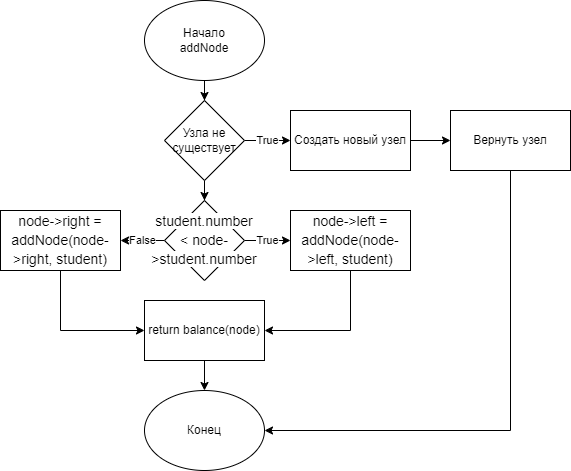 Начало
addNode
Узла не
существует
True
Создать новый узел
Вернуть узел
node->right =
addNode(node-
>right, student)
False
student.number
< node-
>student.number
True
node->left =
addNode(node-
>left, student)
return balance(node)
Конец